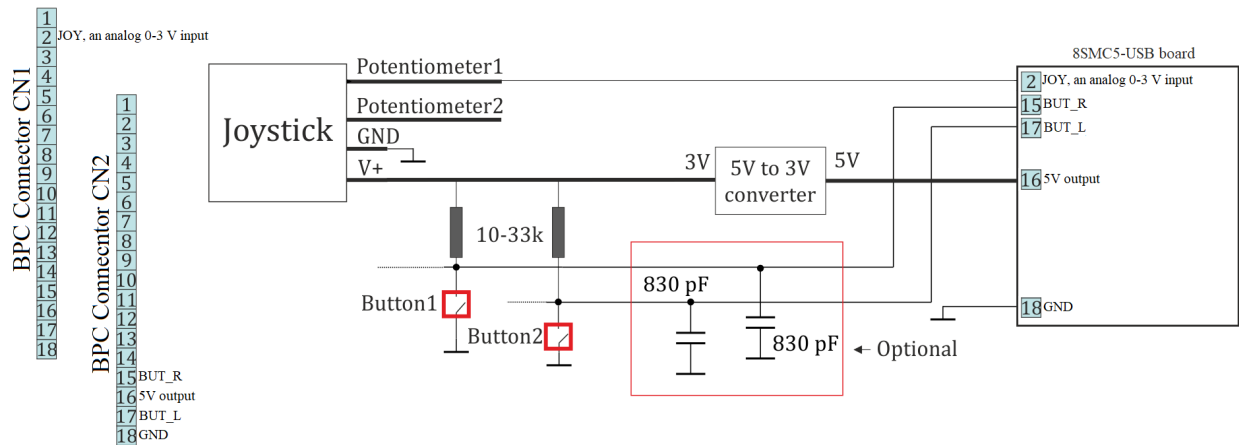 BPC Connector CN1
1
2 JOY, an analog 0-3 V input
3
4
5
6
7
8
9
10
11
12
13
14
15
16
17
18
BPC Connentor CN2
1
2
3
4
5
6
7
8
9
10
11
12
13
14
15 BUT_R
16 5V output
17 BUT_L
18 GND
Joystick
Potentiometer1
Potentiometer2
GND
V+
3V
5V to 3V
converter
5V
10-33k
Button1
Button2
830 pF
830 pF
Optional
8SMC5-USB board
2 JOY, an analog 0-3 V input
15 BUT_R
17 BUT_L
16 5V output
18 GND